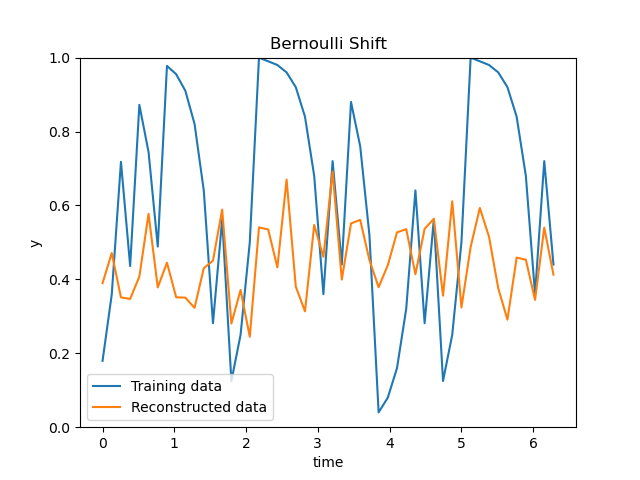 Bernoulli Shift
1.0
0.8
0.6
0.4
0.2
0.0
y
Training data
Reconstructed data
0 1 2 3 4 5 6
time